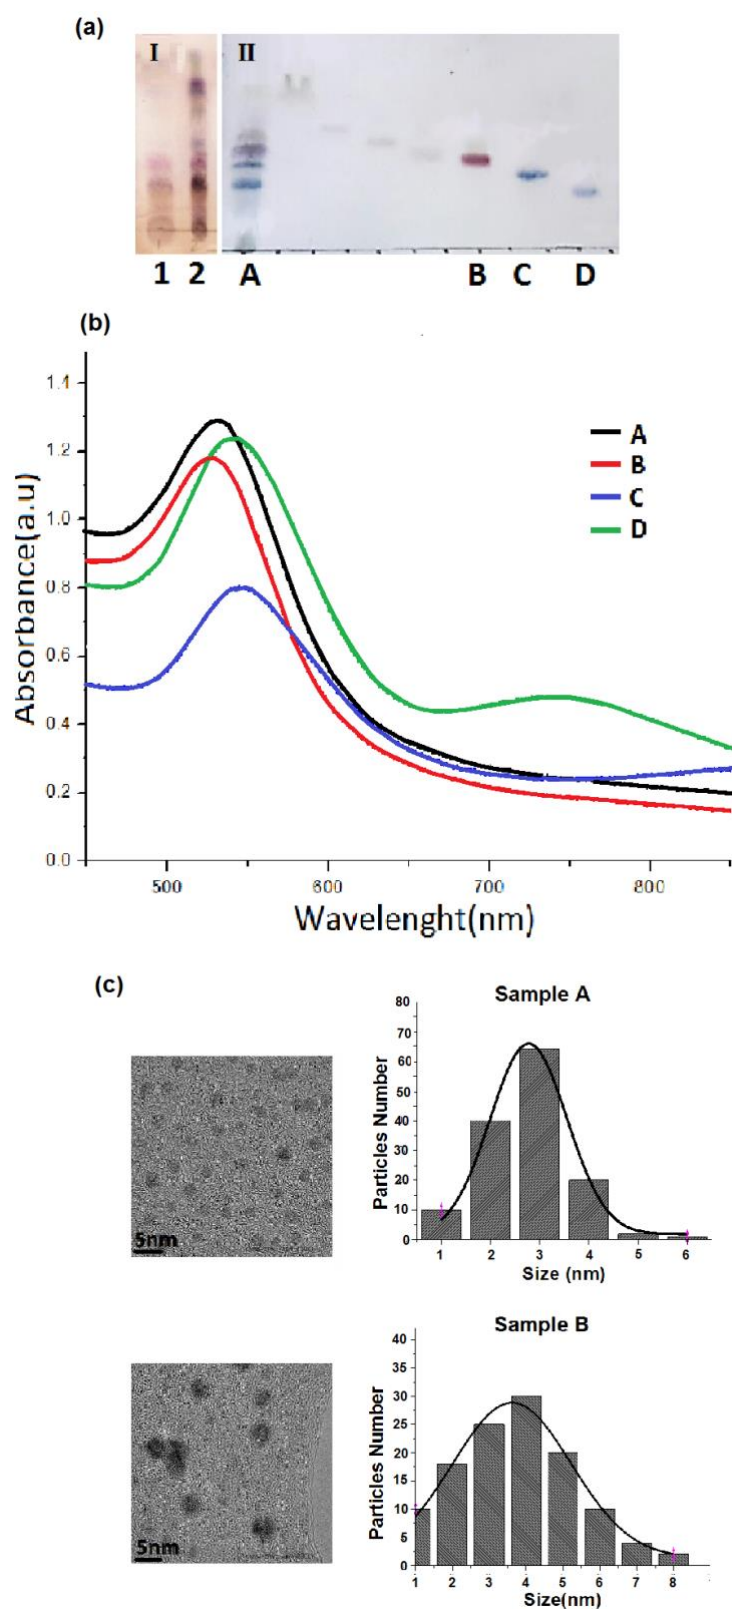 (a)
I
II
1 2 A B C D
(b)
Absorbance(a.u)
1.4
1.2
1.0
0.8
0.6
0.4
0.2
0.0
A
B
C
D
500 600 700 800
Wavelenght(nm)
(c)
5nm
Sample A
Particles Number
80
70
60
50
40
30
20
10
0
1 2 3 4 5 6
Size (nm)
5nm
Sample B
Particles Number
40
35
30
25
20
15
10
5
0
1 2 3 4 5 6 7 8
Size(nm)